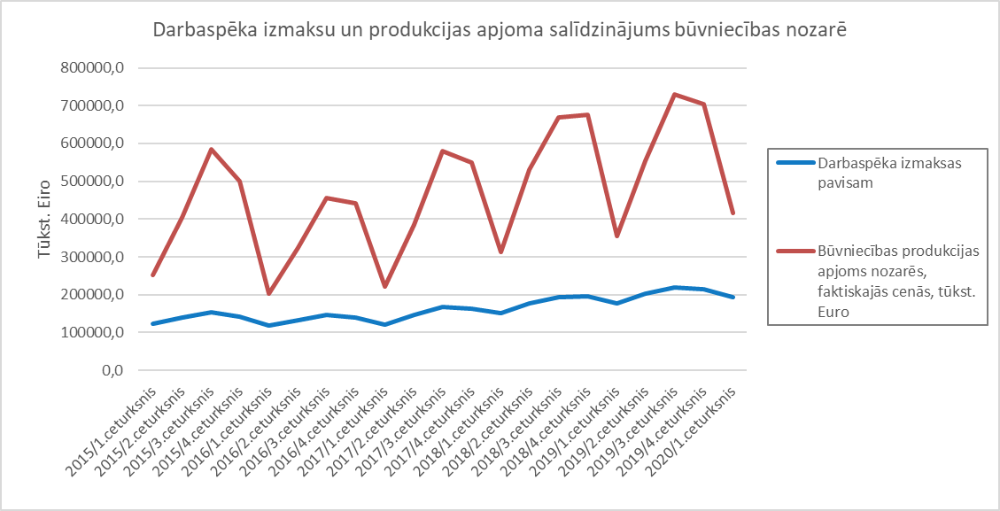 Darbaspēka izmaksu un produkcijas apjoma salīdzinājums būvniecības nozarē
Tūkst. Eiro
800000,0
700000,0
600000,0
500000,0
400000,0
300000,0
200000,0
100000,0
0,0
2015/1.ceturksnis
2015/2.ceturksnis
2015/3.ceturksnis
2015/4.ceturksnis
2016/1.ceturksnis
2016/2.ceturksnis
2016/3.ceturksnis
2016/4.ceturksnis
2017/1.ceturksnis
2017/2.ceturksnis
2017/3.ceturksnis
2017/4.ceturksnis
2018/1.ceturksnis
2018/2.ceturksnis
2018/3.ceturksnis
2018/4.ceturksnis
2019/1.ceturksnis
2019/2.ceturksnis
2019/3.ceturksnis
2019/4.ceturksnis
2020/1.ceturksnis
Darbaspēka izmaksas
pavisam
Būvniecības produkcijas
apjoms nozarēs,
faktiskajās cenās, tūkst.
Euro